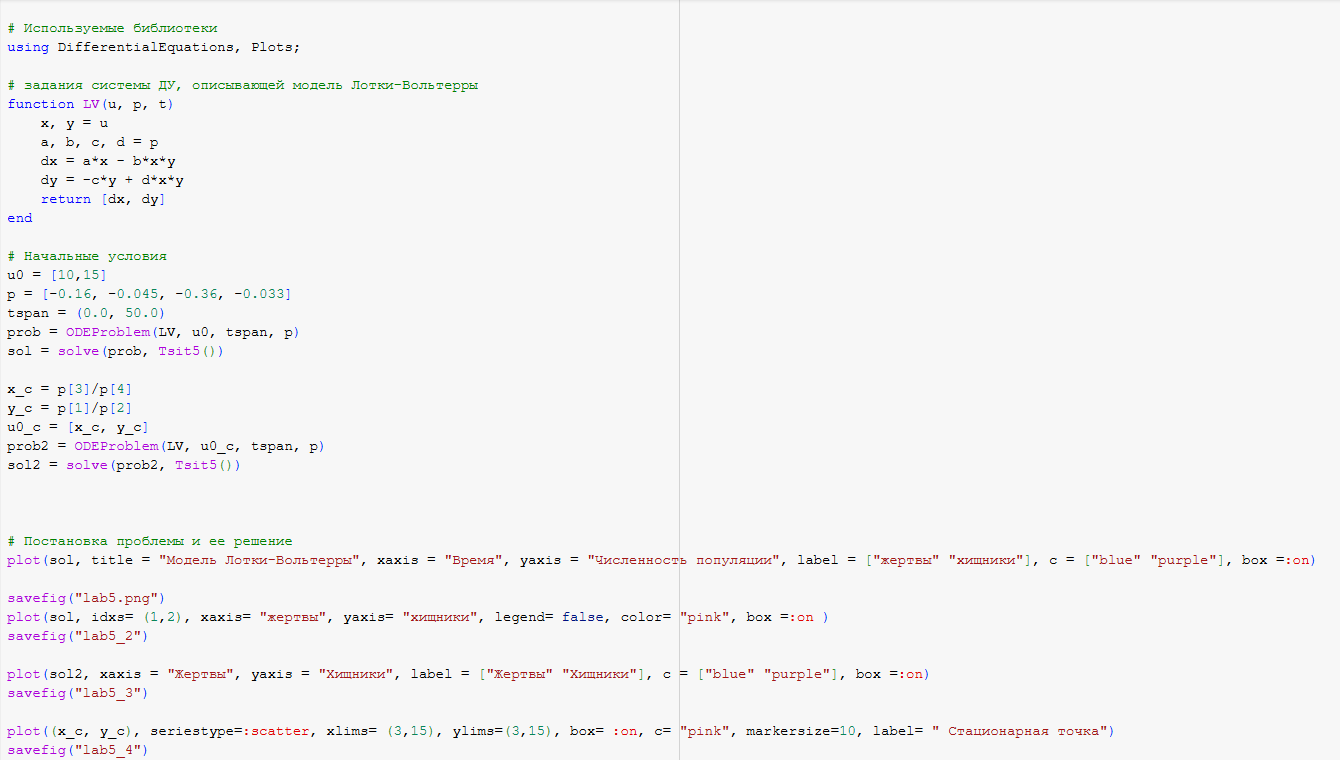 # Используемые библиотеки
using DifferentialEquations, Plots;
# задания системы ДУ, описывающей модель Лотки-Вольтерры
function LV(u, p, t)
    x, y = u
    a, b, c, d = p
    dx = a*x - b*x*y
    dy = -c*y + d*x*y
    return [dx, dy]
end
# Начальные условия
u0 = [10,15]
p = [-0.16, -0.045, -0.36, -0.033]
tspan = (0.0, 50.0)
prob = ODEProblem(LV, u0, tspan, p)
sol = solve(prob, Tsit5())
x_c = p[3]/p[4]
y_c = p[1]/p[2]
u0_c = [x_c, y_c]
prob2 = ODEProblem(LV, u0_c, tspan, p)
sol2 = solve(prob2, Tsit5())
# Постановка проблемы и ее решение
plot(sol, title = "Модель Лотки-Вольтерры", xaxis = "Время", yaxis = "Численность популяции", label = ["жертвы" "хищники"], c = ["blue" "purple"], box =:on)
savefig("lab5.png")
plot(sol, idxs= (1,2), xaxis= "жертвы", yaxis= "хищники", legend= false, color= "pink", box =:on )
savefig("lab5_2")
plot(sol2, xaxis = "Жертвы", yaxis = "Хищники", label = ["Жертвы" "Хищники"], c = ["blue" "purple"], box =:on)
savefig("lab5_3")
plot((x_c, y_c), seriestype=:scatter, xlims= (3,15), ylims=(3,15), box= :on, c= "pink", markersize=10, label= " Стационарная точка")
savefig("lab5_4")